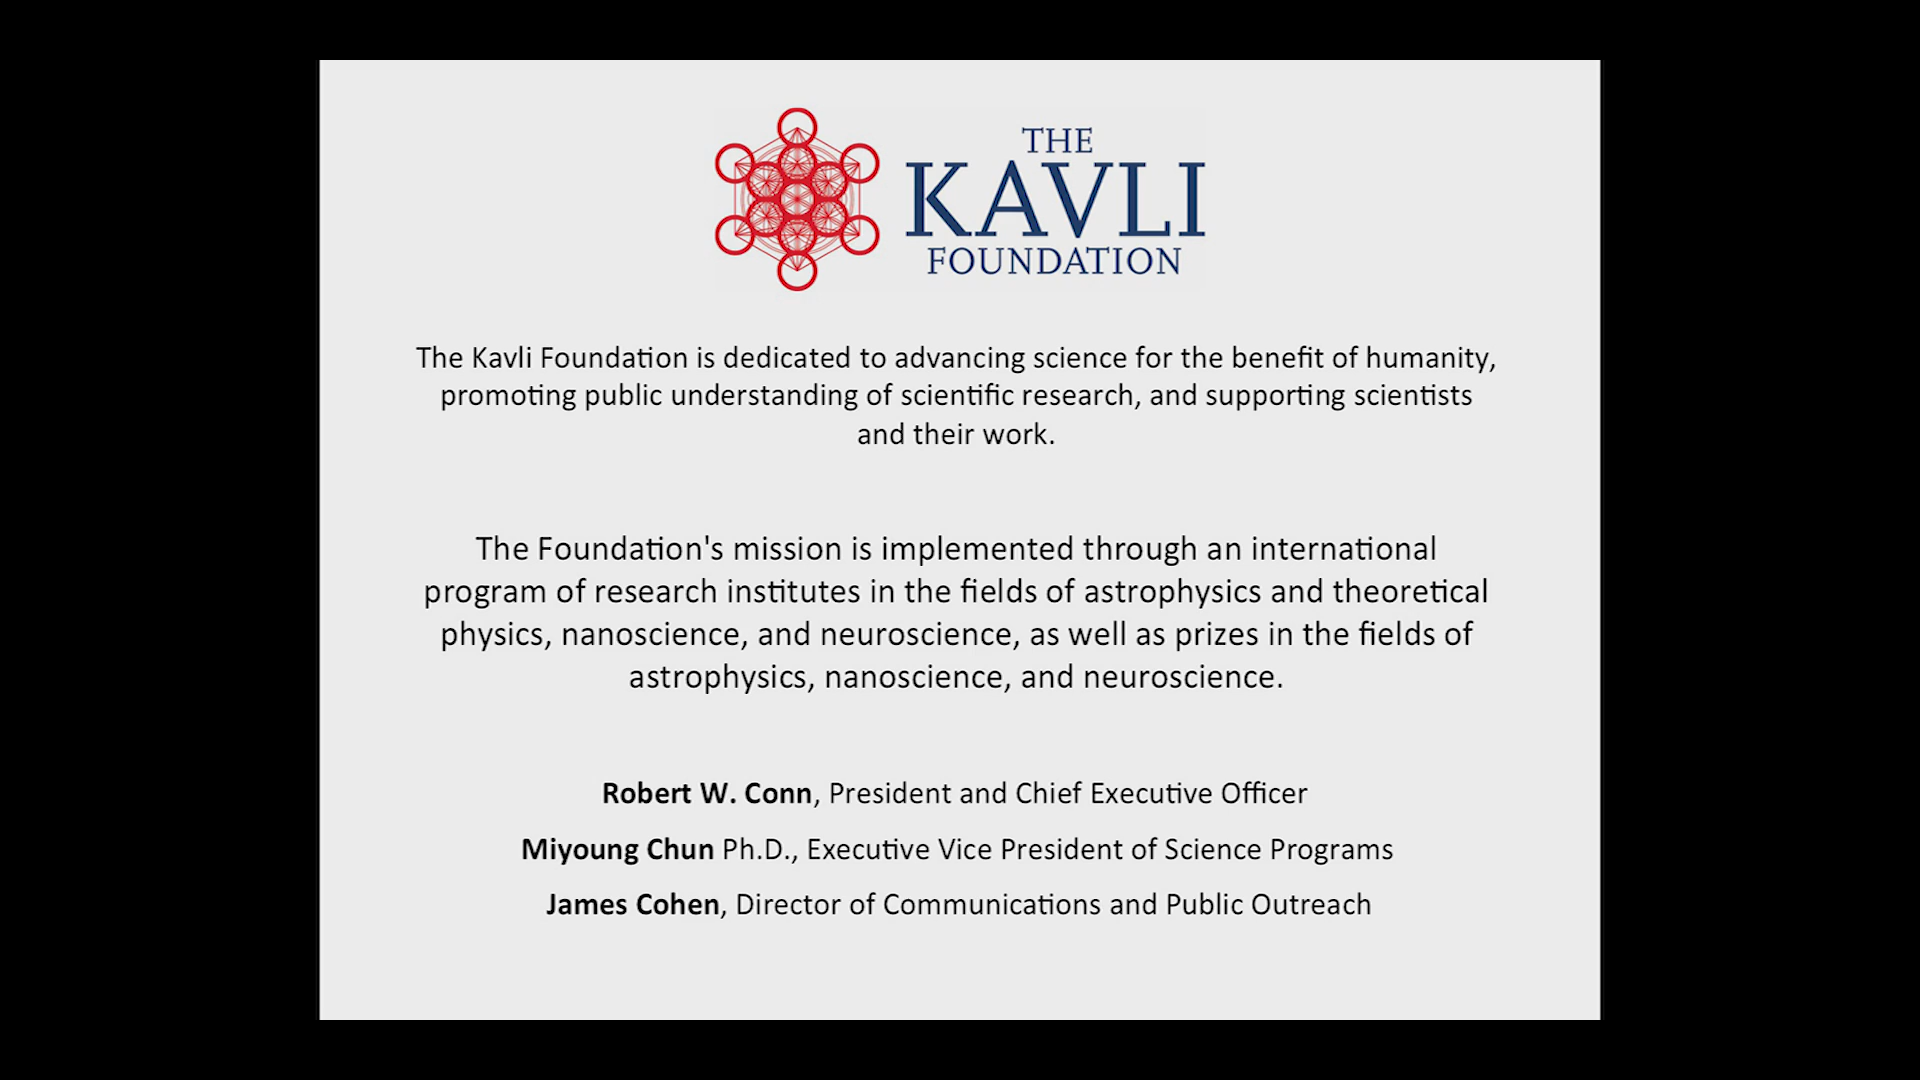 THE
KAVLI
FOUNDATION
The Kavli Foundation is dedicated to advancing science for the benefit of humanity,
promoting public understanding of scientific research, and supporting scientists
and their work.
The Foundation's mission is implemented through an international
program of research institutes in the fields of astrophysics and theoretical
physics, nanoscience, and neuroscience, as well as prizes in the fields of
astrophysics, nanoscience, and neuroscience.
Robert W. Conn, President and Chief Executive Officer
Miyoung Chun Ph.D., Executive Vice President of Science Programs
James Cohen, Director of Communications and Public Outreach